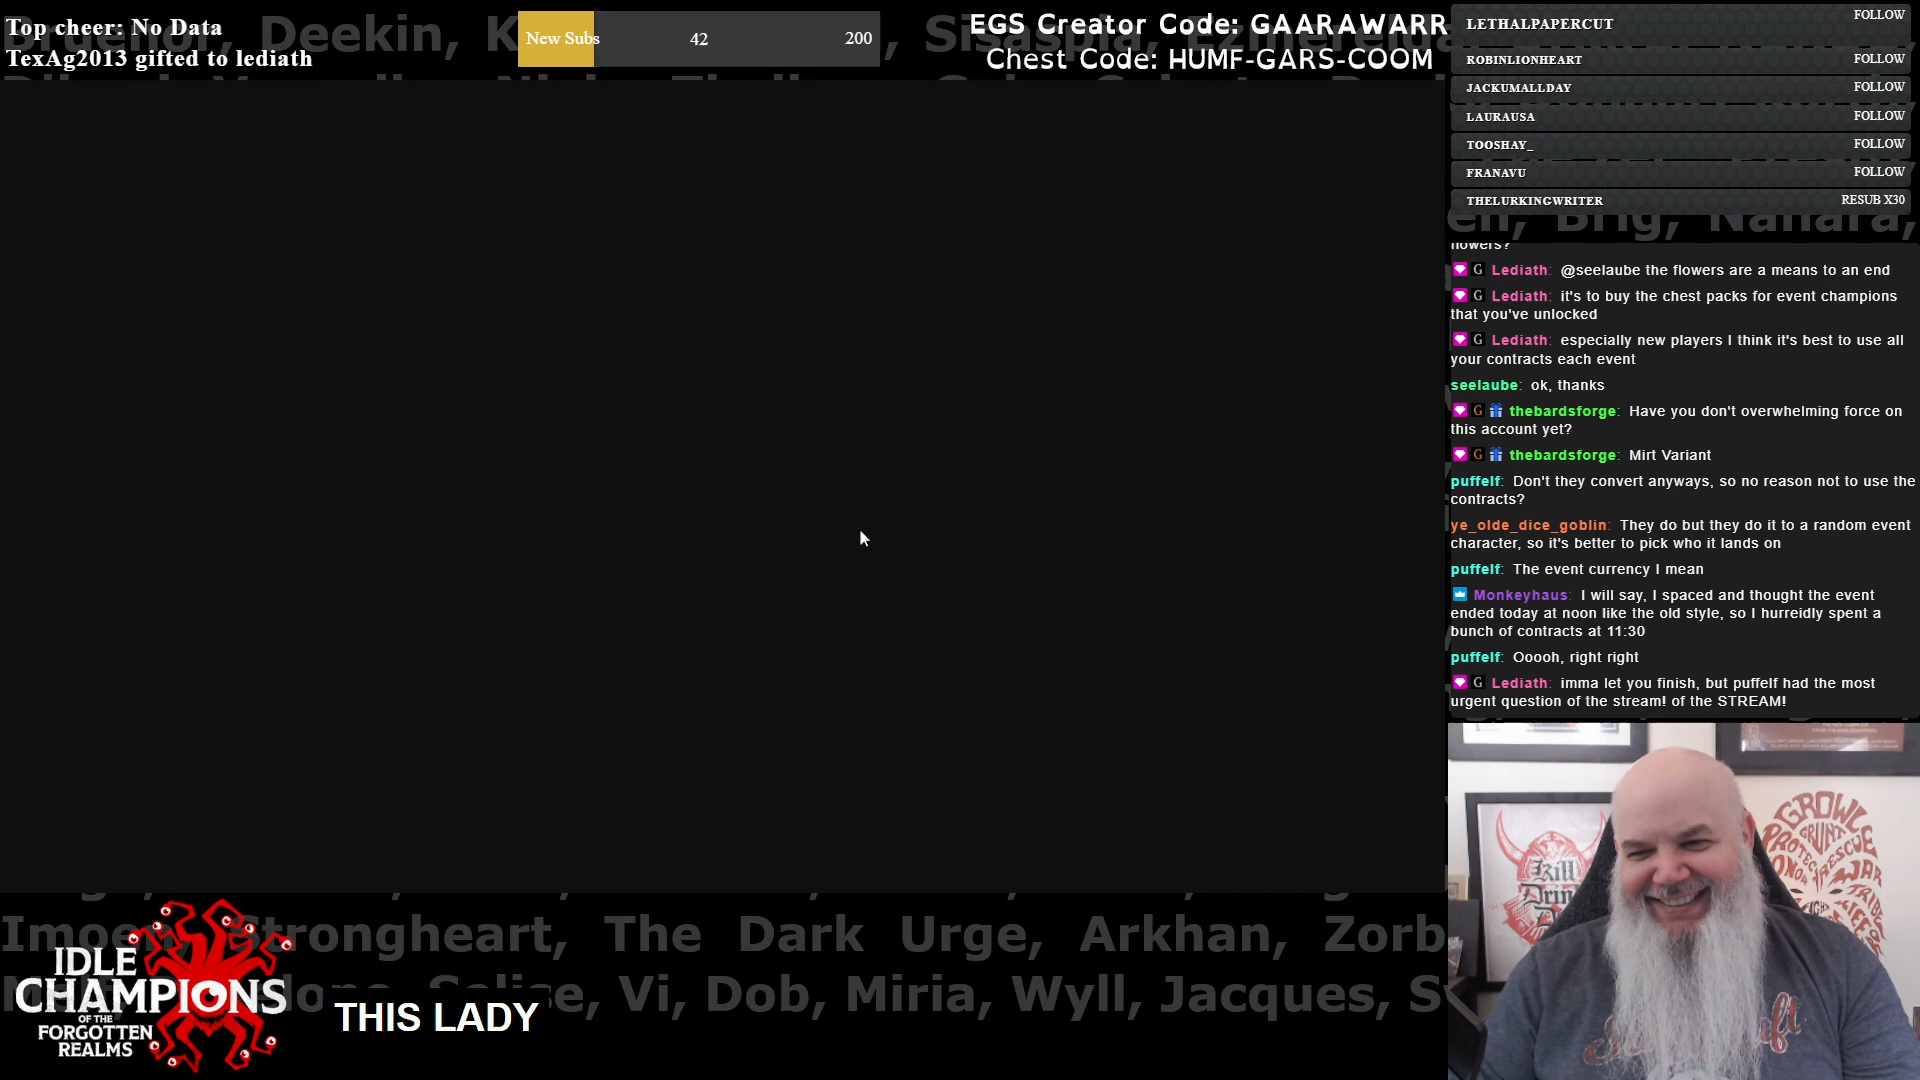 Top cheer: No Data
TexAg2013 gifted to lediath
New Subs 42 200
EGS Creator Code: GAARAWARR
Chest Code: HUMF-GARS-COOM
LETHALPAPERCUT FOLLOW
ROBINLIONHEART FOLLOW
JACKUMALLDAY FOLLOW
LAURAUSA FOLLOW
TOOSHAY_ FOLLOW
FRANAVU FOLLOW
THELURKINGWRITER RESUB X30
Deekin,
Brig, Nahara,
flowers?
G Lediath: @seelaube the flowers are a means to an end
G Lediath: it's to buy the chest packs for event champions
that you've unlocked
G Lediath: especially new players I think it's best to use all
your contracts each event
seelaube: ok, thanks
G thebardsforge: Have you don't overwhelming force on
this account yet?
G thebardsforge: Mirt Variant
puffelf: Don't they convert anyways, so no reason not to use the
contracts?
ye_olde_dice_goblin: They do but they do it to a random event
character, so it's better to pick who it lands on
puffelf: The event currency I mean
Monkeyhaus: I will say, I spaced and thought the event
ended today at noon like the old style, so I hurreidly spent a
bunch of contracts at 11:30
puffelf: Ooooh, right right
G Lediath: imma let you finish, but puffelf had the most
urgent question of the stream! of the STREAM!
Strongheart, The Dark Urge, Arkhan, Zorb
Vi, Dob, Miria, Wyll, Jacques,
IDLE
CHAMPIONS
OF THE
FORGOTTEN
REALMS
THIS LADY
Kill
GROWL
GRUNT